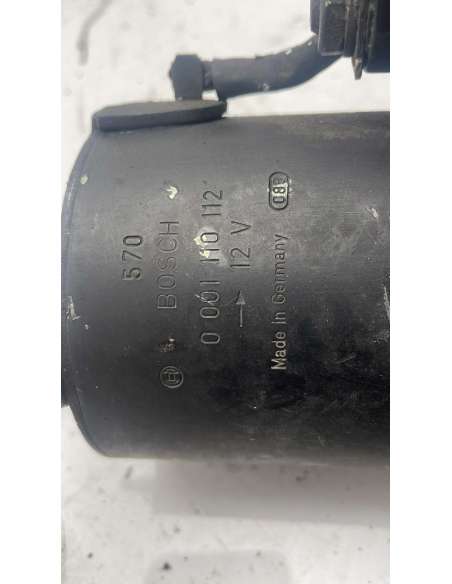 570
BOSCH
0 001 110 112
→ 12 V
Made in Germany